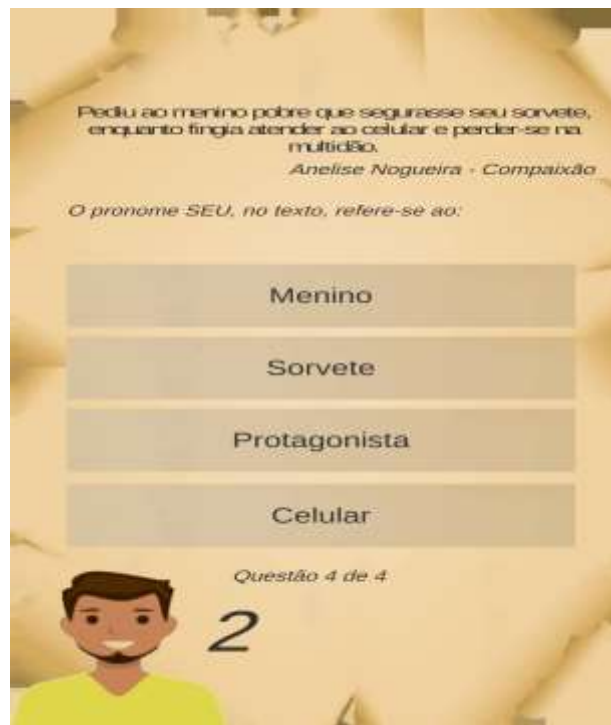 Pediu ao menino pobre que segurasse seu sorvete,
enquanto fingia atender ao celular e perder-se na
multidão.
Anelise Nogueira - Compaixão
O pronome SEU, no texto, refere-se ao:
Menino
Sorvete
Protagonista
Celular
Questão 4 de 4
2